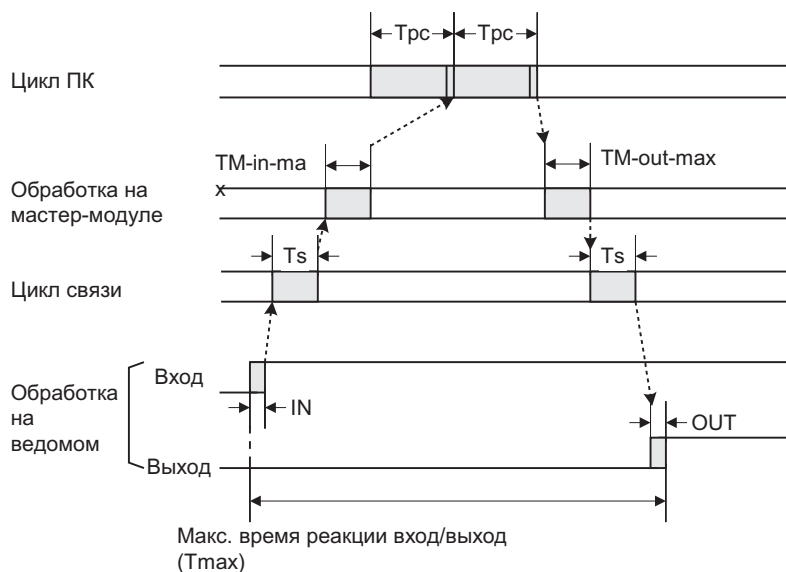 Tpc Tpc
Цикл ПК
TM-in-ma
x
TM-out-max
Обработка на
мастер-модуле
Ts Ts
Цикл связи
Вход
IN
Обработка
на
ведомом
OUT
Выход
Макс. время реакции вход/выход
(Tmax)